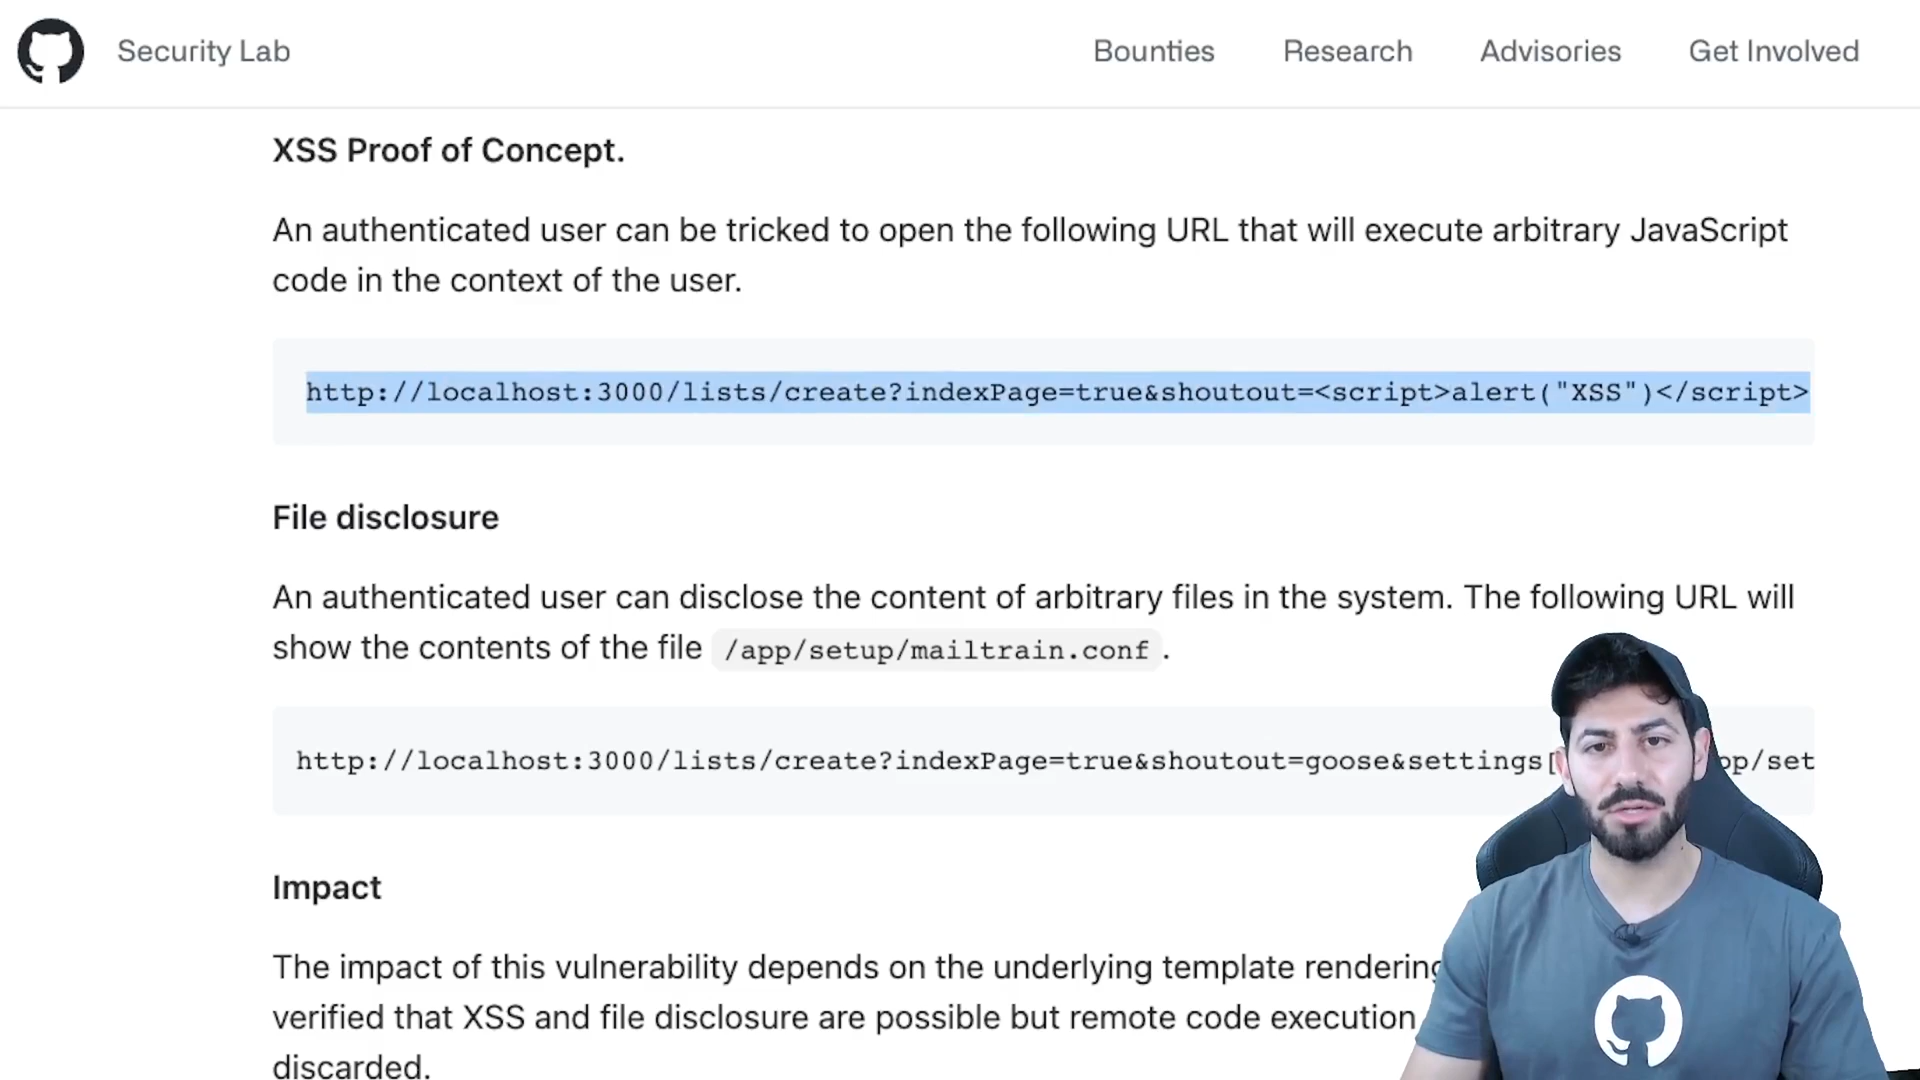 Security Lab
Bounties
Research
Advisories
Get Involved
XSS Proof of Concept.
An authenticated user can be tricked to open the following URL that will execute arbitrary JavaScript
code in the context of the user.
http://localhost:3000/lists/create?indexPage=true&shoutout=<script>alert("XSS")</script>
File disclosure
An authenticated user can disclose the content of arbitrary files in the system. The following URL will
show the contents of the file /app/setup/mailtrain.conf.
http://localhost:3000/lists/create?indexPage=true&shoutout=goose&settings[ pp/set
Impact
The impact of this vulnerability depends on the underlying template rendering
verified that XSS and file disclosure are possible but remote code execution
discarded.